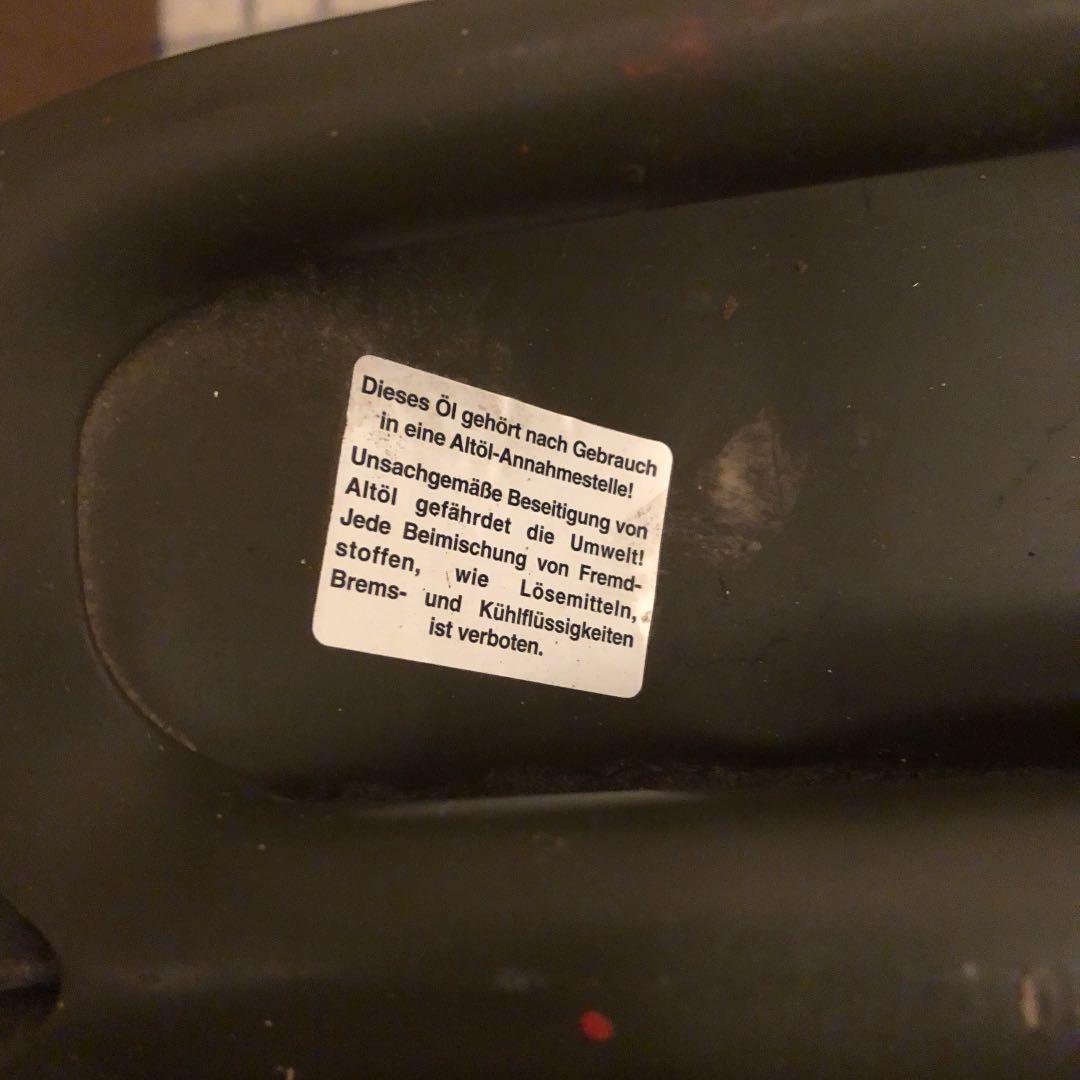 Dieses Öl gehört nach Gebrauch
in eine Altöl-Annahmestelle!
Unsachgemäße Beseitigung von
Altöl gefährdet die Umwelt!
Jede Beimischung von Fremd-
stoffen, wie Lösemitteln,
Brems- und Kühlflüssigkeiten
ist verboten.